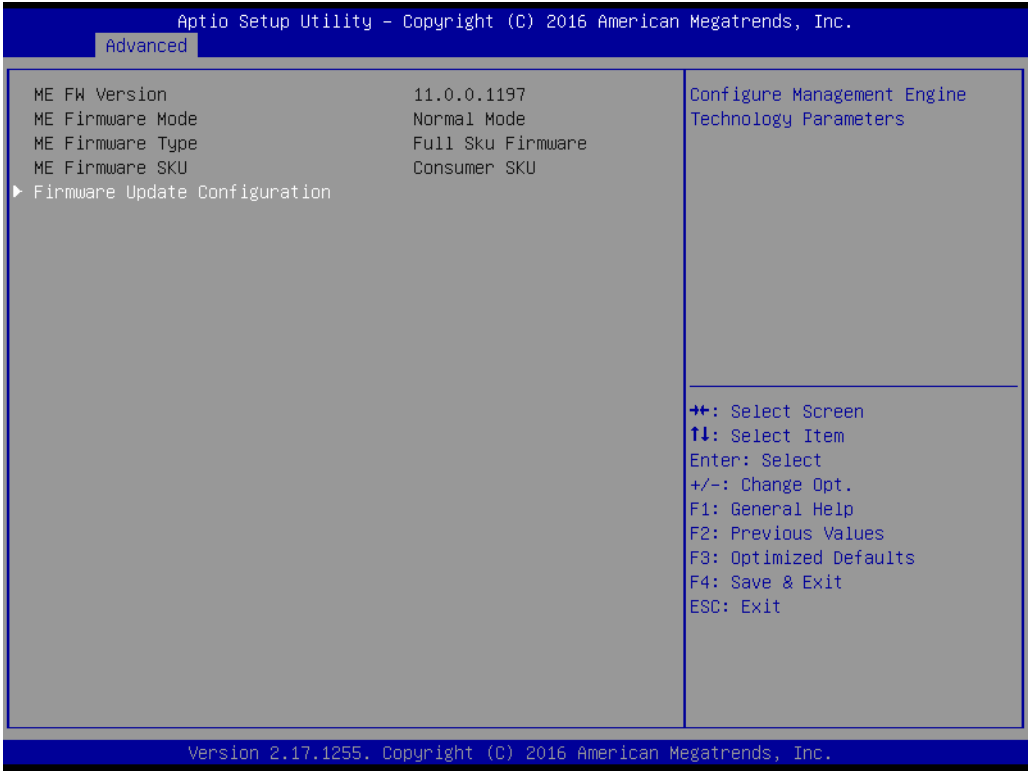 Aptio Setup Utility – Copyright (C) 2016 American Megatrends, Inc.
Advanced
ME FW Version 11.0.0.1197
ME Firmware Mode Normal Mode
ME Firmware Type Full Sku Firmware
ME Firmware SKU Consumer SKU
▶ Firmware Update Configuration
Configure Management Engine
Technology Parameters
→←: Select Screen
↑↓: Select Item
Enter: Select
+/-: Change Opt.
F1: General Help
F2: Previous Values
F3: Optimized Defaults
F4: Save & Exit
ESC: Exit
Version 2.17.1255. Copyright (C) 2016 American Megatrends, Inc.